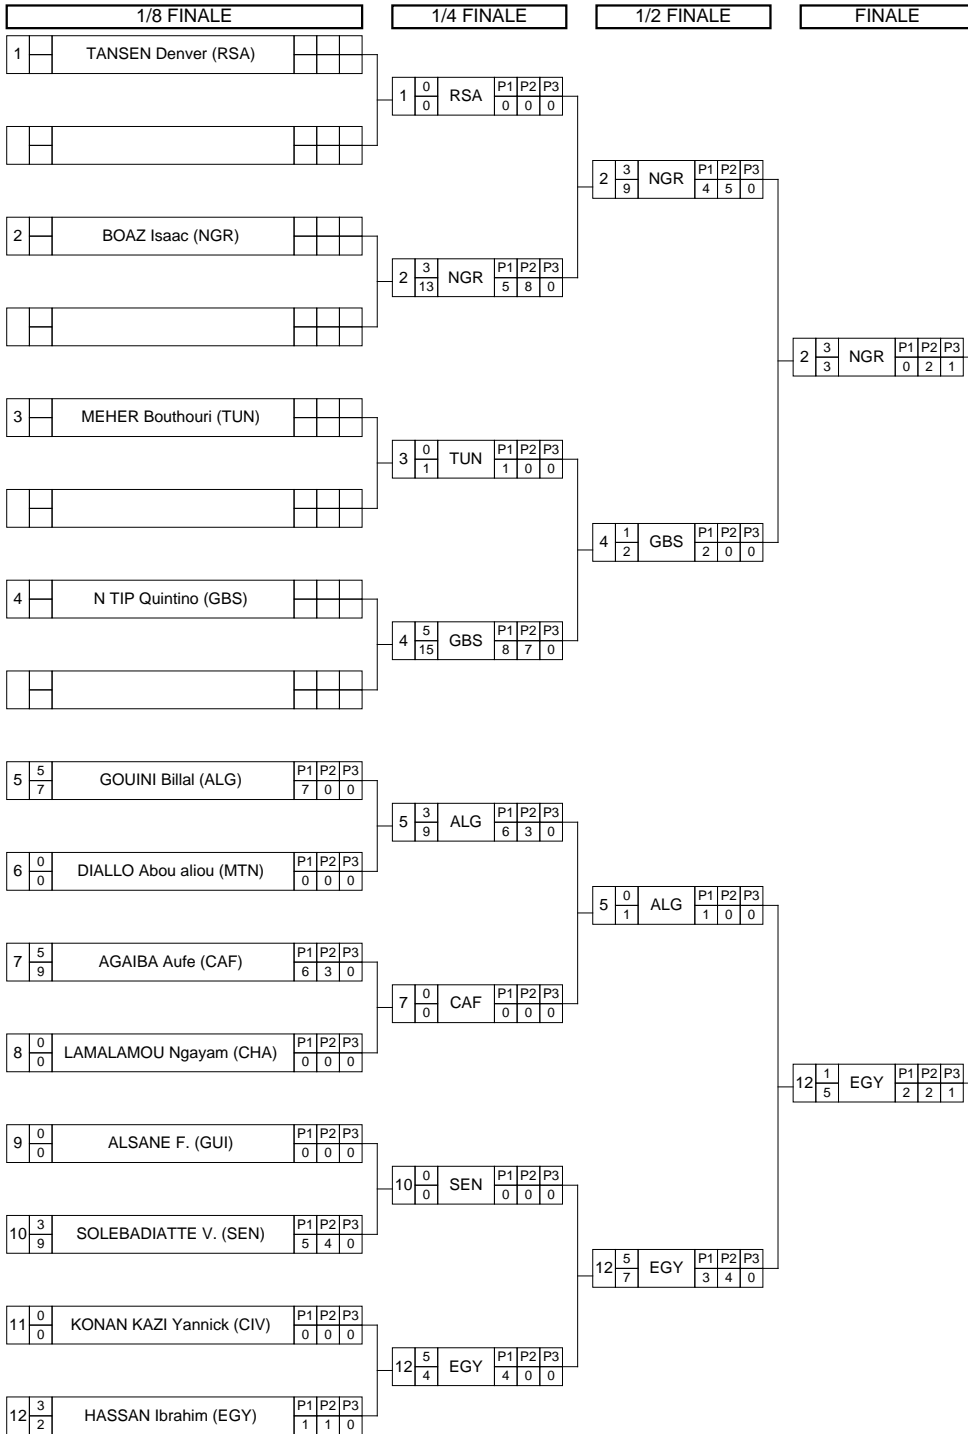 1/8 FINALE 1/4 FINALE 1/2 FINALE FINALE
1 TANSEN Denver (RSA)
1 0 0 RSA P1 P2 P3 0 0 0
2 3 9 NGR P1 P2 P3 4 5 0
2 BOAZ Isaac (NGR)
2 3 13 NGR P1 P2 P3 5 8 0
2 3 3 NGR P1 P2 P3 0 2 1
3 MEHER Bouthouri (TUN)
3 0 1 TUN P1 P2 P3 1 0 0
4 1 2 GBS P1 P2 P3 2 0 0
4 N TIP Quintino (GBS)
4 5 15 GBS P1 P2 P3 8 7 0
5 5 7 GOUINI Billal (ALG) P1 P2 P3 7 0 0
5 3 9 ALG P1 P2 P3 6 3 0
6 0 0 DIALLO Abou aliou (MTN) P1 P2 P3 0 0 0
5 0 1 ALG P1 P2 P3 1 0 0
7 5 9 AGAIBA Aufe (CAF) P1 P2 P3 6 3 0
7 0 0 CAF P1 P2 P3 0 0 0
8 0 0 LAMALAMOU Ngayam (CHA) P1 P2 P3 0 0 0
12 1 5 EGY P1 P2 P3 2 2 1
9 0 0 ALSANE F. (GUI) P1 P2 P3 0 0 0
10 0 0 SEN P1 P2 P3 0 0 0
10 3 9 SOLEBADIATTE V. (SEN) P1 P2 P3 5 4 0
12 5 7 EGY P1 P2 P3 3 4 0
11 0 0 KONAN KAZI Yannick (CIV) P1 P2 P3 0 0 0
12 5 4 EGY P1 P2 P3 4 0 0
12 3 2 HASSAN Ibrahim (EGY) P1 P2 P3 1 1 0